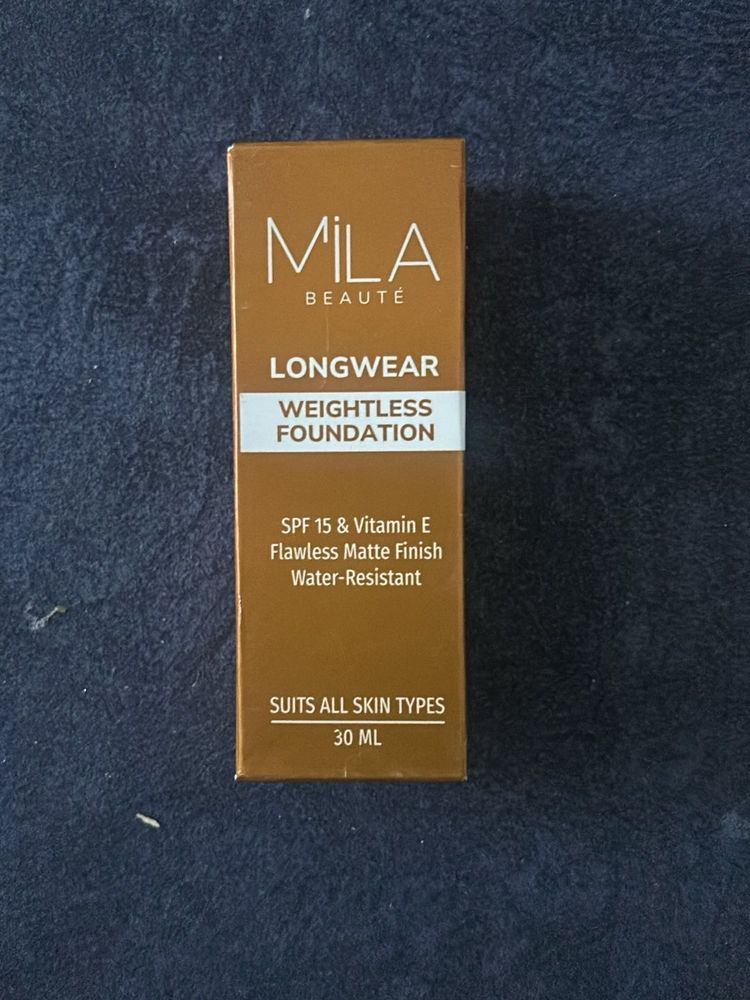 MiLA
BEAUTÉ
LONGWEAR
WEIGHTLESS
FOUNDATION
SPF 15 & Vitamin E
Flawless Matte Finish
Water-Resistant
SUITS ALL SKIN TYPES
30 ML